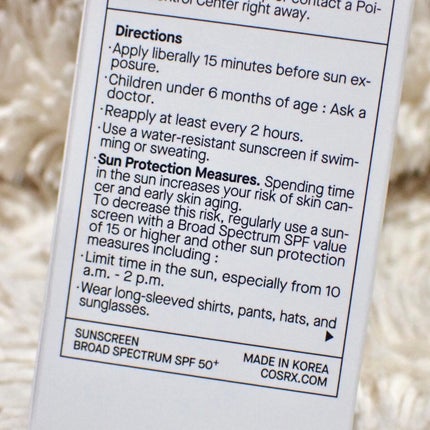 contact a Poi-
ntrol Center right away.
Directions
·Apply liberally 15 minutes before sun ex-
posure.
·Children under 6 months of age : Ask a
doctor.
·Reapply at least every 2 hours.
·Use a water-resistant sunscreen if swim-
ming or sweating.
·Sun Protection Measures. Spending time
in the sun increases your risk of skin can-
cer and early skin aging.
To decrease this risk, regularly use a sun-
screen with a Broad Spectrum SPF value
of 15 or higher and other sun protection
measures including :
·Limit time in the sun, especially from 10
a.m. - 2 p.m.
·Wear long-sleeved shirts, pants, hats, and
sunglasses.
SUNSCREEN
BROAD SPECTRUM SPF 50+
MADE IN KOREA
COSRX.COM